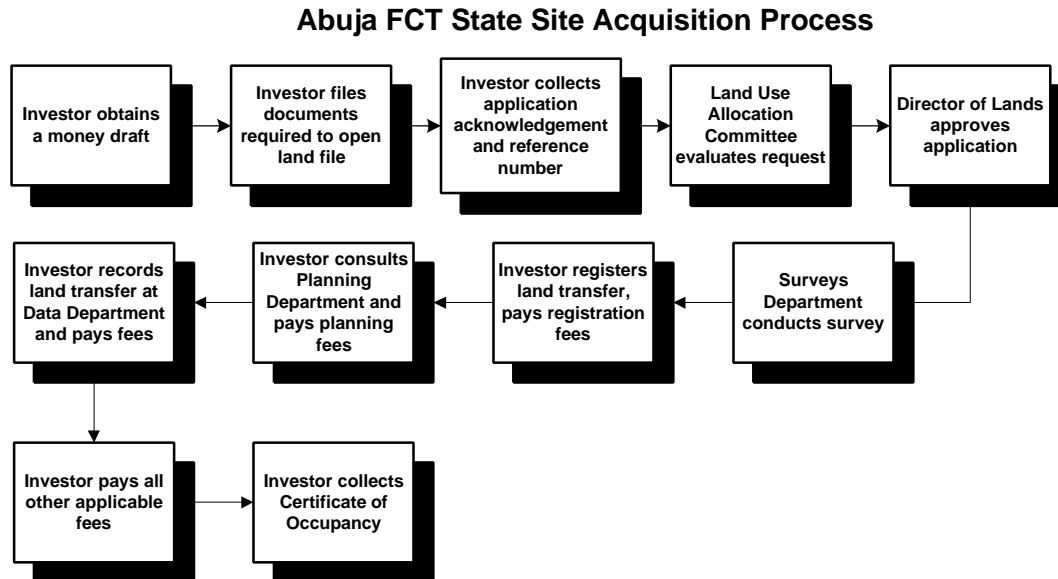 Abuja FCT State Site Acquisition Process
Investor obtains
a money draft
Investor files
documents
required to open
land file
Investor collects
application
acknowledgement
and reference
number
Land Use
Allocation
Committee
evaluates request
Director of Lands
approves
application
Surveys
Department
conducts survey
Investor registers
land transfer,
pays registration
fees
Investor consults
Planning
Department and
pays planning
fees
Investor records
land transfer at
Data Department
and pays fees
Investor pays all
other applicable
fees
Investor collects
Certificate of
Occupancy